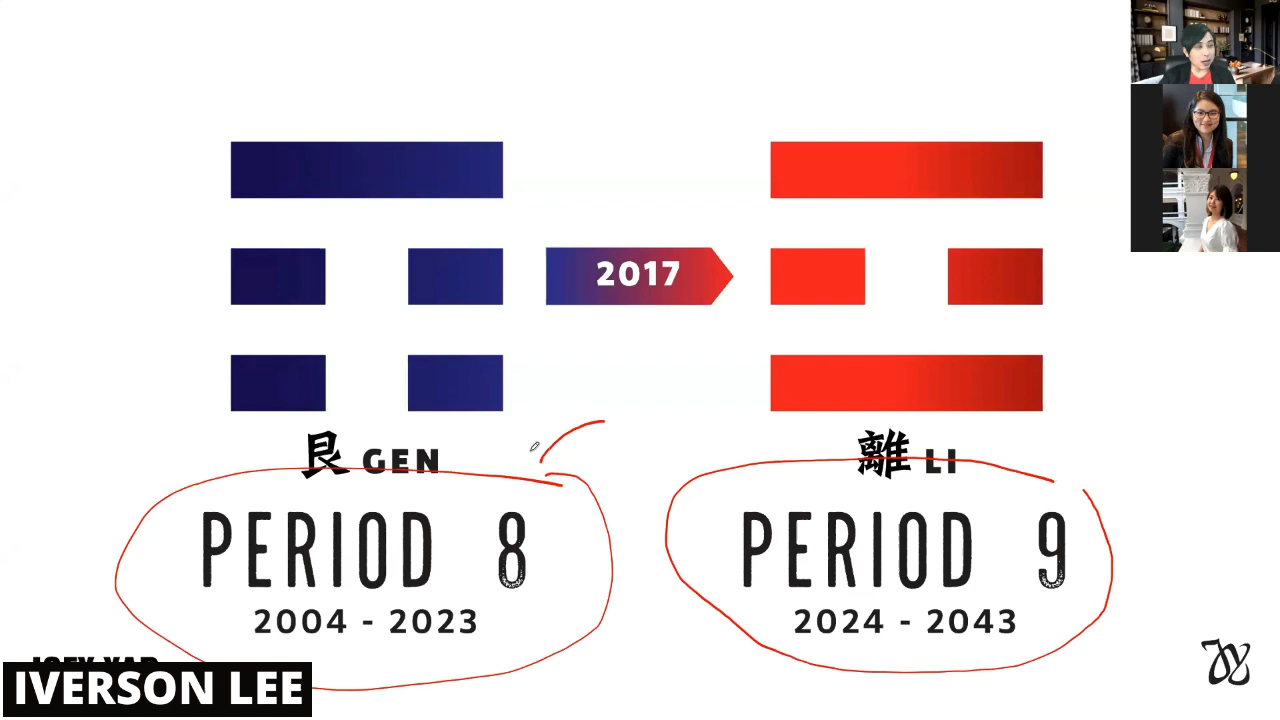 2017
艮 GEN
離 LI
PERIOD 8
PERIOD 9
2004 - 2023
2024 - 2043
IVERSON LEE